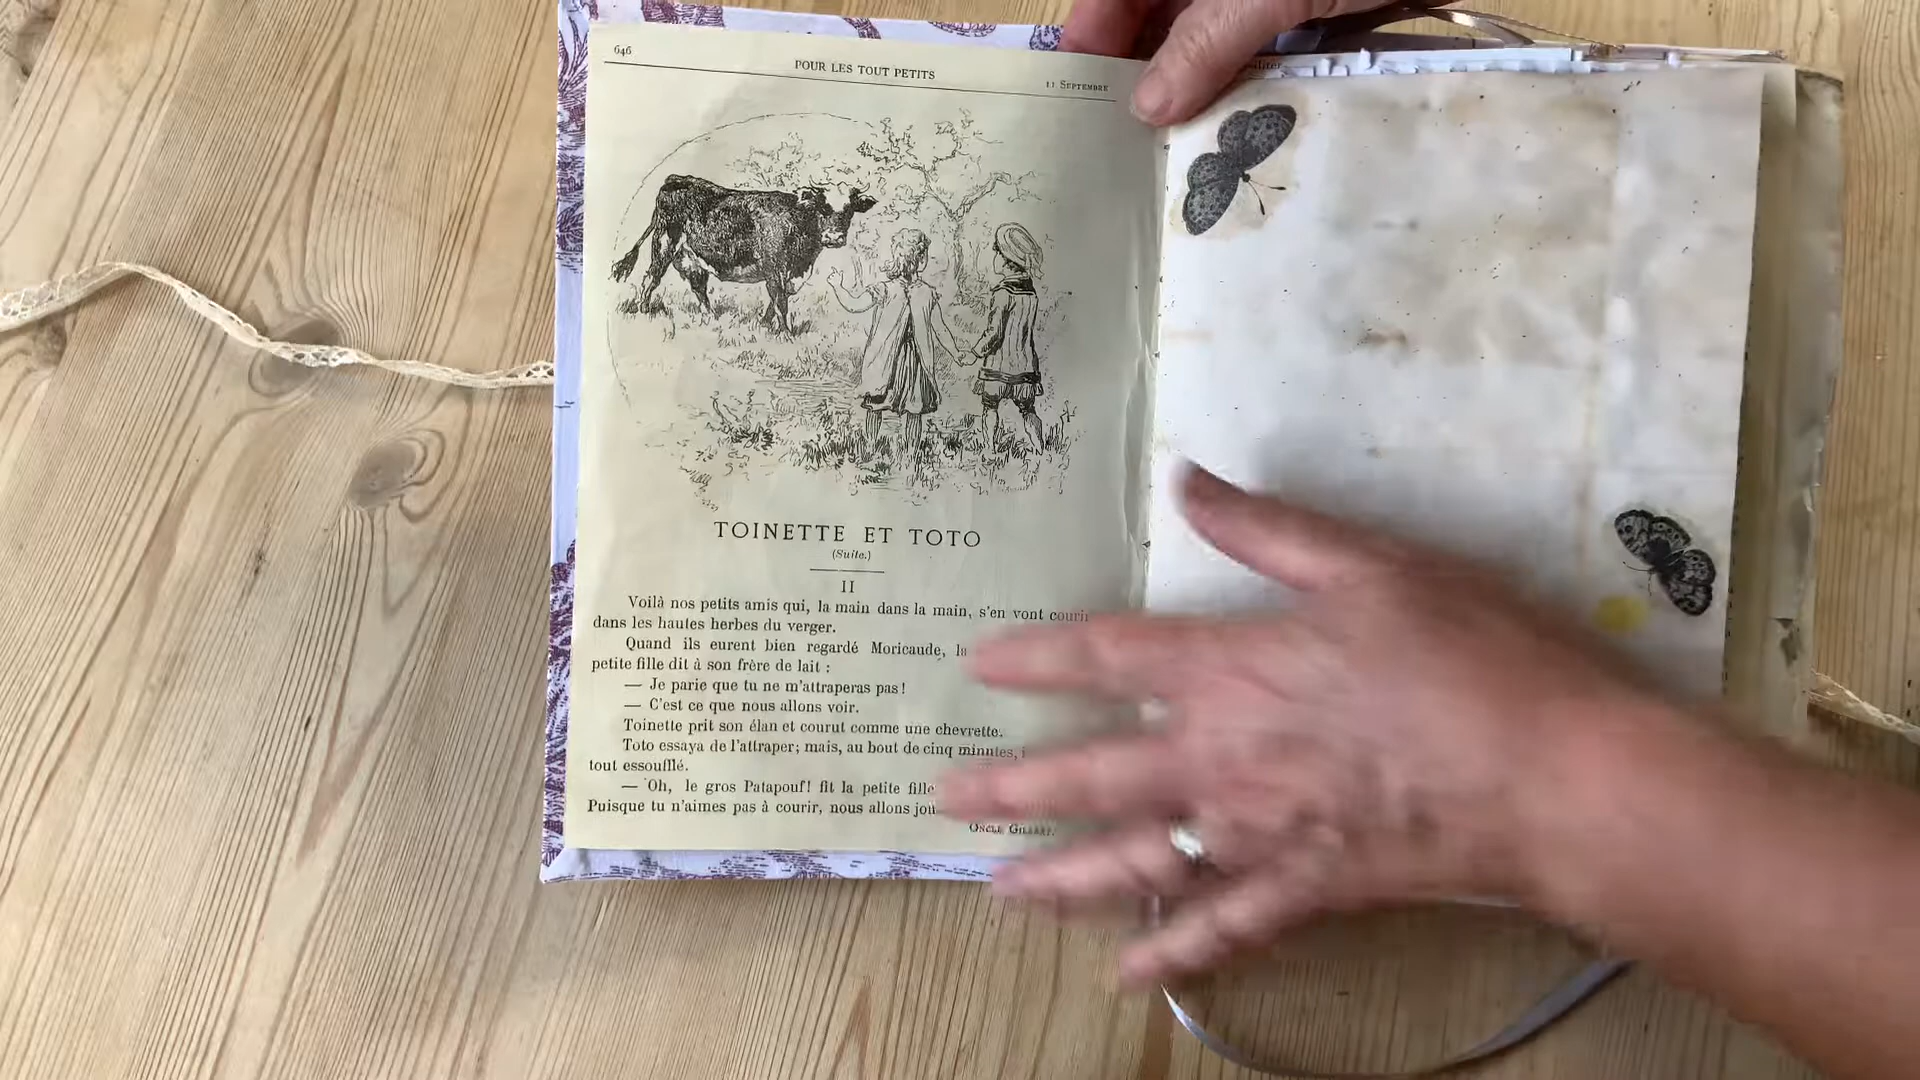 646
POUR LES TOUT PETITS
11 SEPTEMBRE
TOINETTE ET TOTO
(Suite.)
II
Voilà nos petits amis qui, la main dans la main, s'en vont courir
dans les hautes herbes du verger.
Quand ils eurent bien regardé Moricaude, la
petite fille dit à son frère de lait :
— Je parie que tu ne m'attraperas pas !
— C'est ce que nous allons voir.
Toinette prit son élan et courut comme une chevrette.
Toto essaya de l'attraper; mais, au bout de cinq minntes,
tout essoufflé.
— Oh, le gros Patapouf! fit la petite fille
Puisque tu n'aimes pas à courir, nous allons
ONCLE